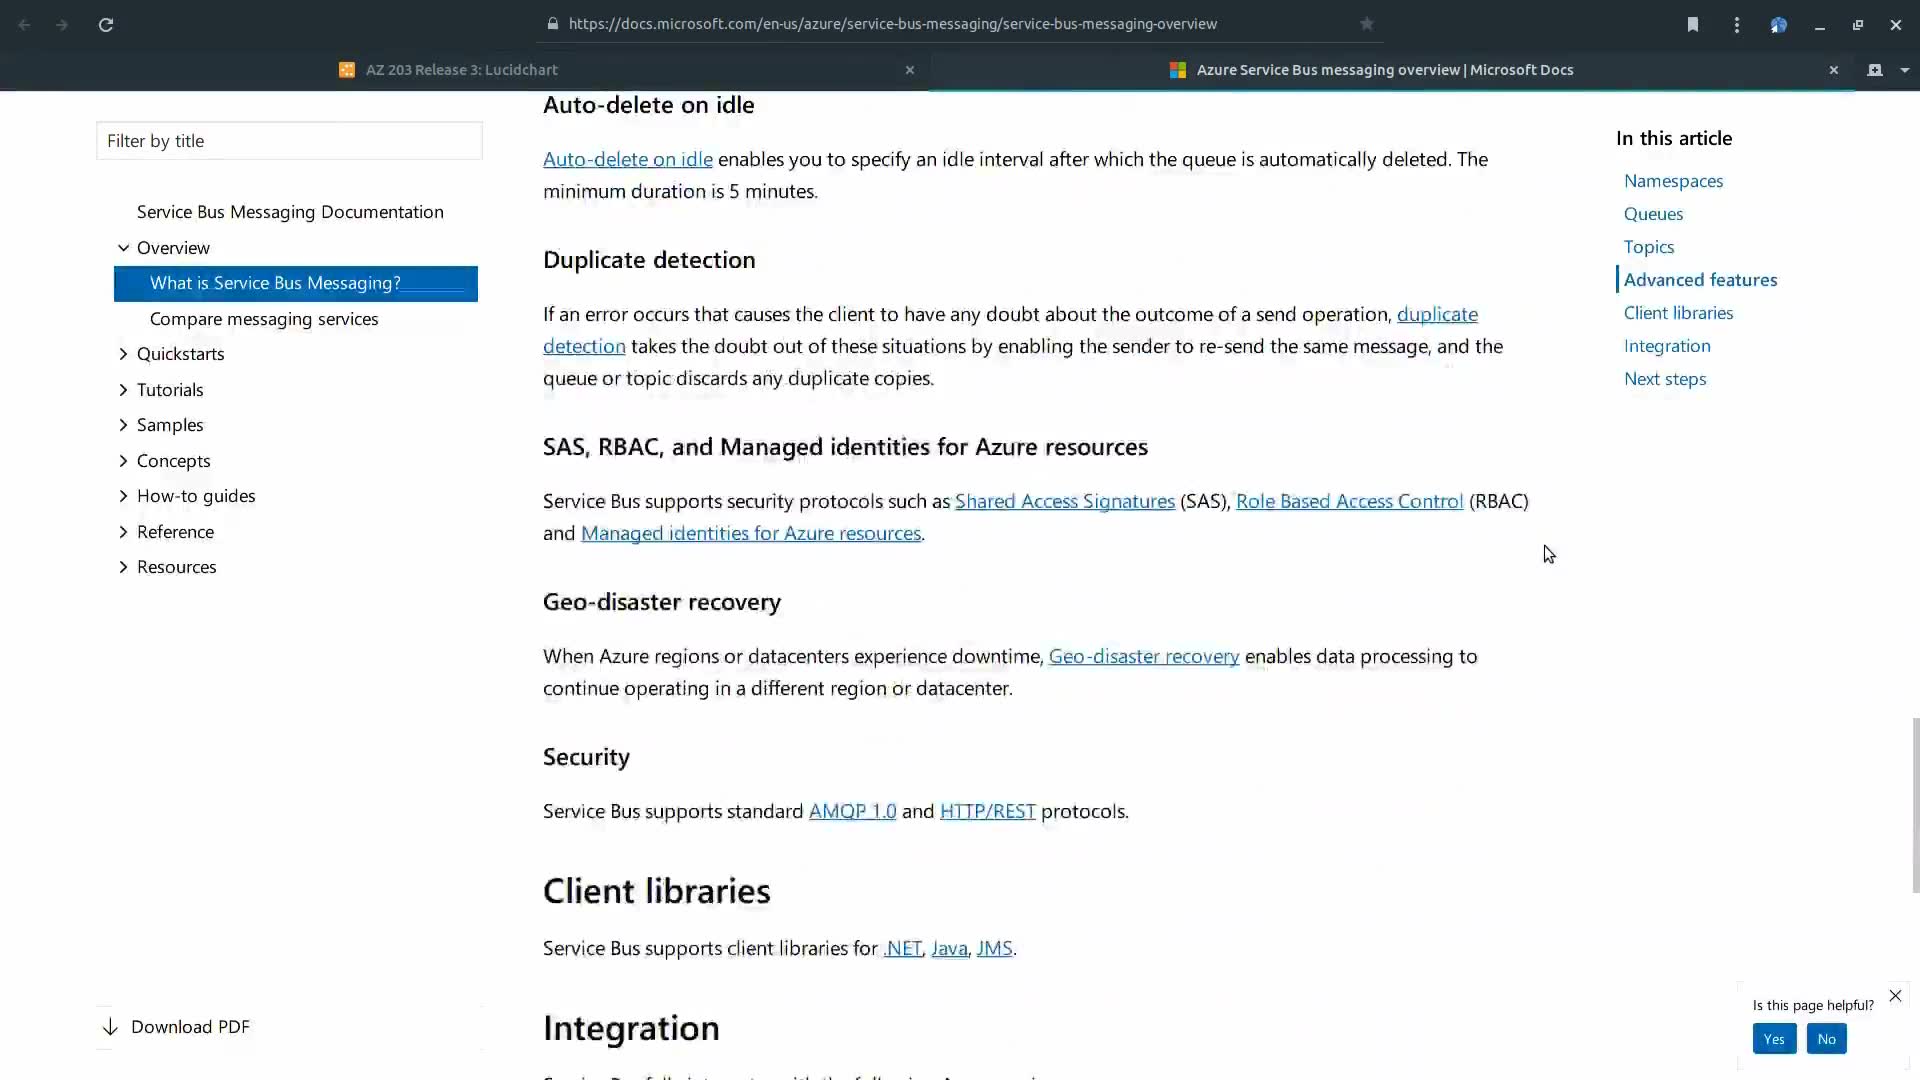 https://docs.microsoft.com/en-us/azure/service-bus-messaging/service-bus-messaging-overview
AZ 203 Release 3: Lucidchart
Azure Service Bus messaging overview | Microsoft Docs
Filter by title
Service Bus Messaging Documentation
Overview
What is Service Bus Messaging?
Compare messaging services
Quickstarts
Tutorials
Samples
Concepts
How-to guides
Reference
Resources
Download PDF
Auto-delete on idle
Auto-delete on idle enables you to specify an idle interval after which the queue is automatically deleted. The
minimum duration is 5 minutes.
Duplicate detection
If an error occurs that causes the client to have any doubt about the outcome of a send operation, duplicate
detection takes the doubt out of these situations by enabling the sender to re-send the same message, and the
queue or topic discards any duplicate copies.
SAS, RBAC, and Managed identities for Azure resources
Service Bus supports security protocols such as Shared Access Signatures (SAS), Role Based Access Control (RBAC)
and Managed identities for Azure resources.
Geo-disaster recovery
When Azure regions or datacenters experience downtime, Geo-disaster recovery enables data processing to
continue operating in a different region or datacenter.
Security
Service Bus supports standard AMQP 1.0 and HTTP/REST protocols.
Client libraries
Service Bus supports client libraries for .NET, Java, JMS.
Integration
In this article
Namespaces
Queues
Topics
Advanced features
Client libraries
Integration
Next steps
Is this page helpful?
Yes
No